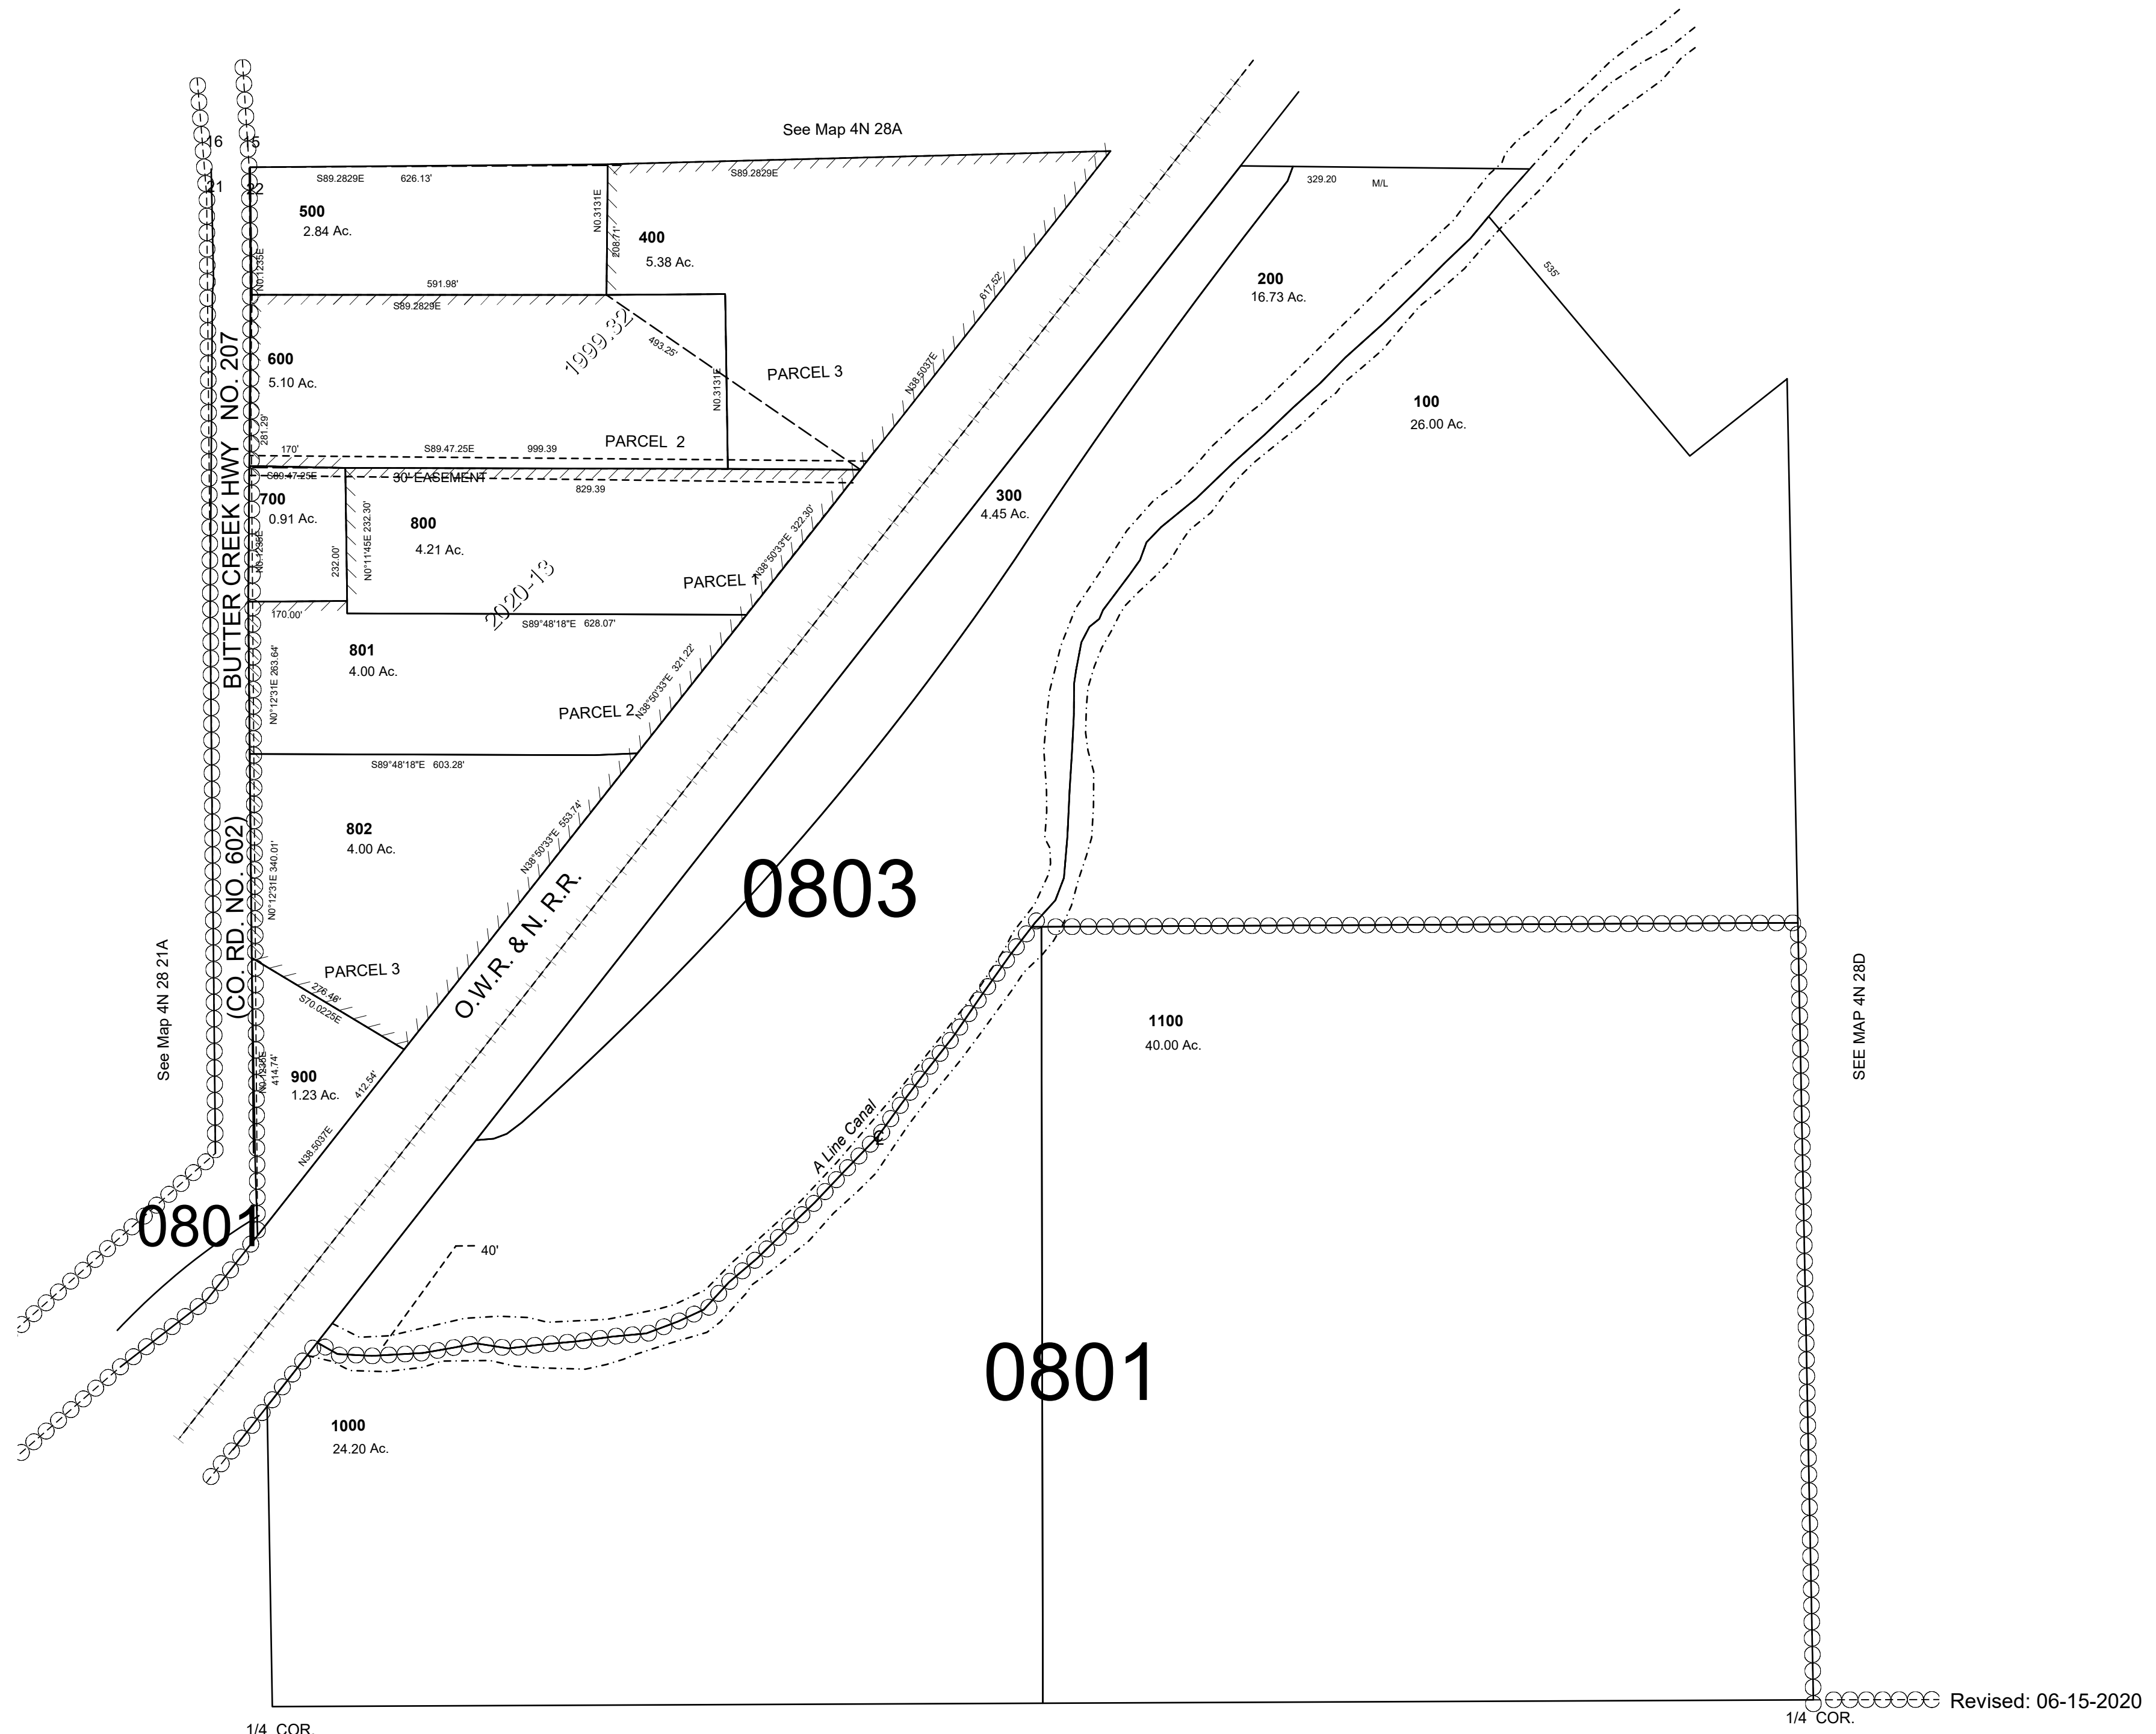 See Map 4N 28A
16
15
21
22
S89.2829E 626.13'
S89.2829E
329.20 M/L
500
2.84 Ac.
N0.3131E
208.71'
400
5.38 Ac.
N0.1235E
591.98'
S89.2829E
617.52'
200
16.73 Ac.
535'
1999.32
493.25'
600
5.10 Ac.
PARCEL 3
N38.5037E
N0.3131E
100
26.00 Ac.
281.29'
170'
S89.47.25E 999.39
PARCEL 2
S89.47.25E
30' EASEMENT
829.39
700
0.91 Ac.
800
4.21 Ac.
300
4.45 Ac.
N0.1235E
232.00'
N0°11'45E 232.30'
N38°50'33"E 322.30'
PARCEL 1
2020-13
170.00'
S89°48'18"E 628.07'
BUTTER CREEK HWY NO. 207
801
4.00 Ac.
N0°12'31E 263.64'
N38°50'33"E 321.22'
PARCEL 2
S89°48'18"E 603.28'
802
4.00 Ac.
N38°50'33"E 553.74'
N0°12'31E 340.01'
(CO. RD. NO. 602)
O.W.R. & N. R.R.
0803
See Map 4N 28 21A
PARCEL 3
276.46'
S70.0225E
SEE MAP 4N 28D
1100
40.00 Ac.
N0.1235E
414.74'
900
1.23 Ac.
412.54'
N38.5037E
A Line Canal
0801
40'
0801
1000
24.20 Ac.
Revised: 06-15-2020
1/4 COR.
1/4 COR.